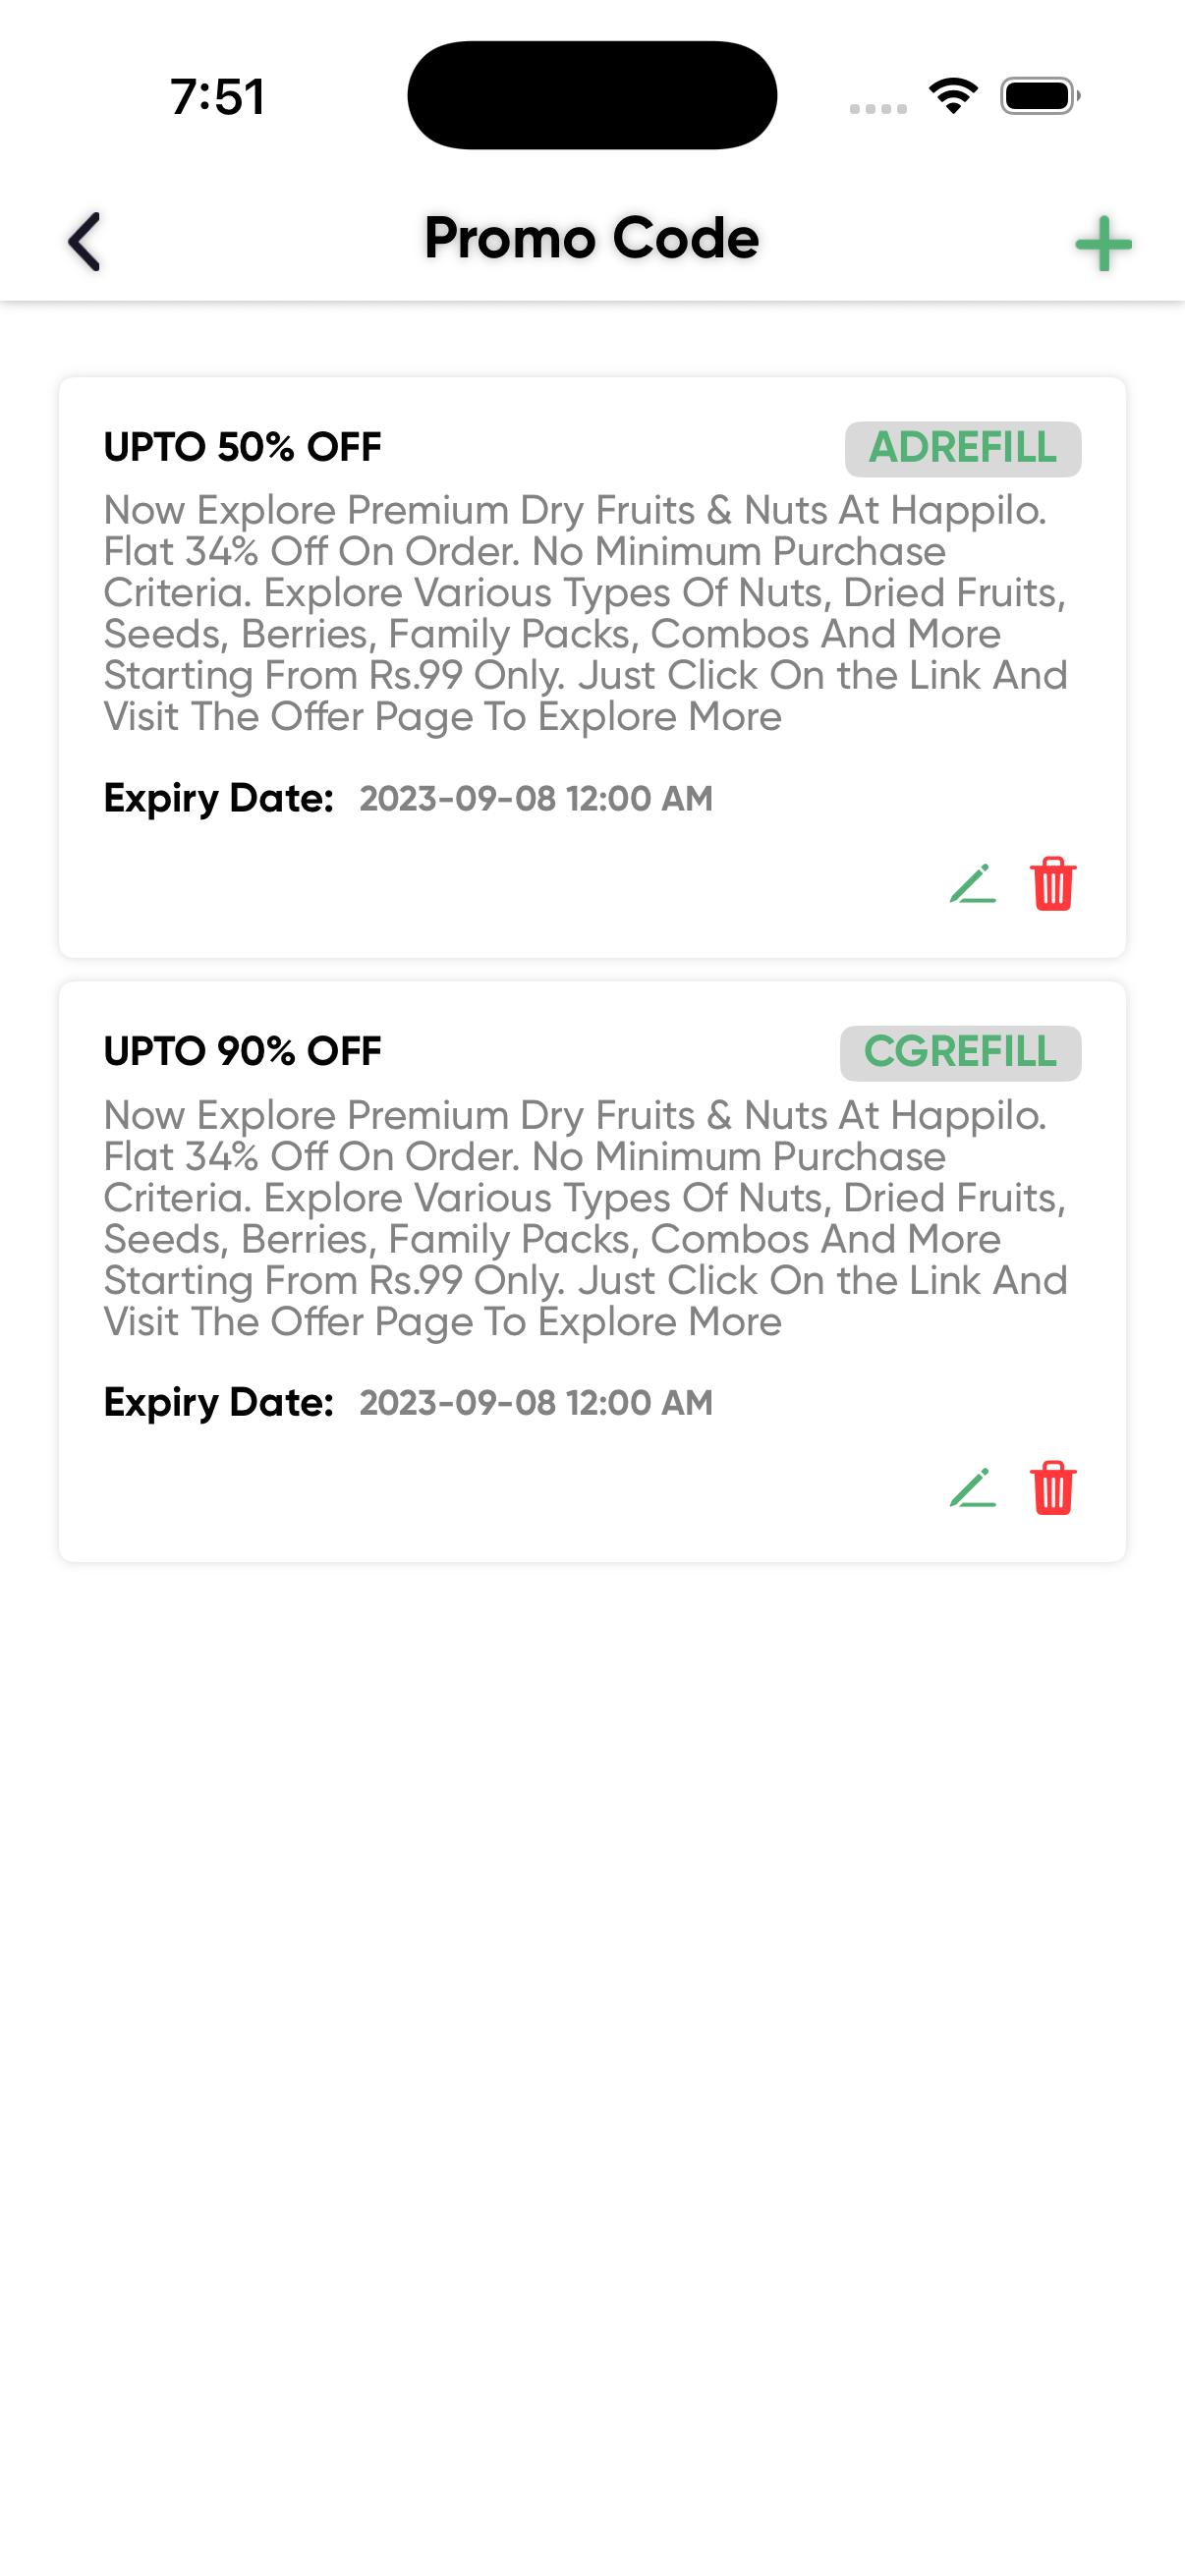 7:51
Promo Code
UPTO 50% OFF
ADREFILL
Now Explore Premium Dry Fruits & Nuts At Happilo.
Flat 34% Off On Order. No Minimum Purchase
Criteria. Explore Various Types Of Nuts, Dried Fruits,
Seeds, Berries, Family Packs, Combos And More
Starting From Rs.99 Only. Just Click On the Link And
Visit The Offer Page To Explore More
Expiry Date: 2023-09-08 12:00 AM
UPTO 90% OFF
CGREFILL
Now Explore Premium Dry Fruits & Nuts At Happilo.
Flat 34% Off On Order. No Minimum Purchase
Criteria. Explore Various Types Of Nuts, Dried Fruits,
Seeds, Berries, Family Packs, Combos And More
Starting From Rs.99 Only. Just Click On the Link And
Visit The Offer Page To Explore More
Expiry Date: 2023-09-08 12:00 AM